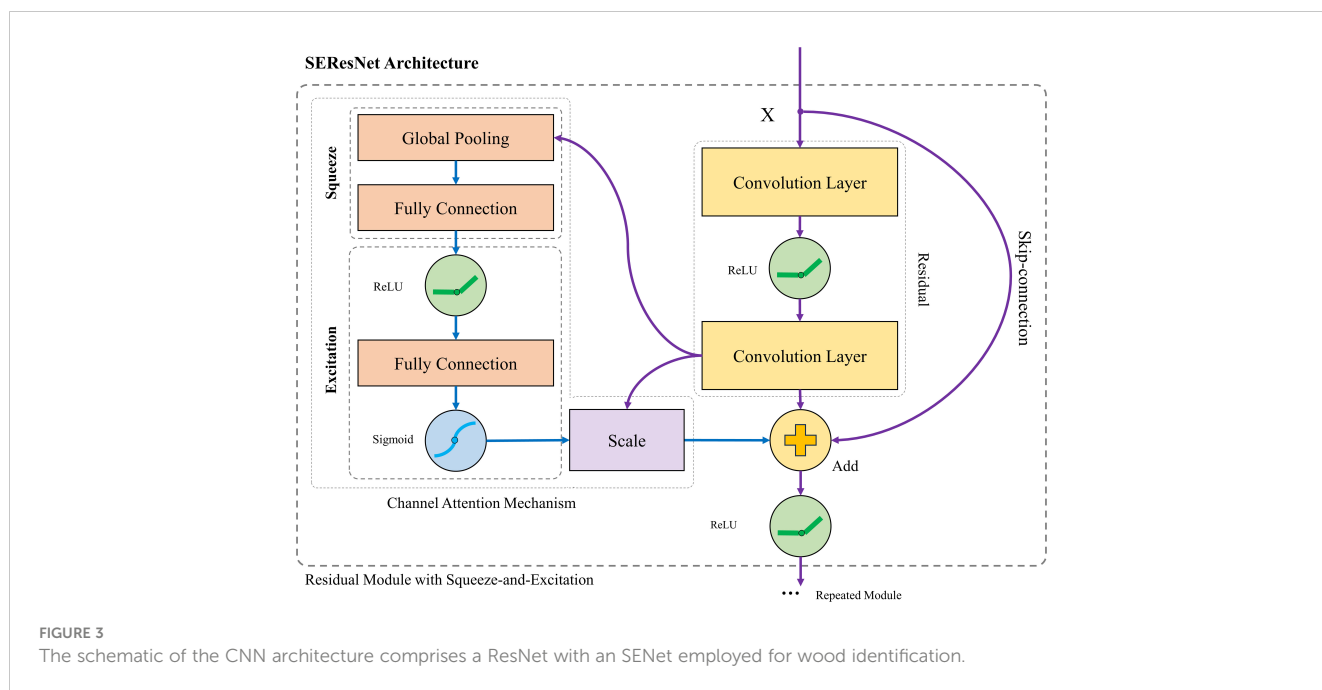 SEResNet Architecture
X
Squeeze
Global Pooling
Fully Connection
Convolution Layer
ReLU
Residual
Skip-connection
Excitation
ReLU
Fully Connection
Convolution Layer
Sigmoid
Scale
Add
Channel Attention Mechanism
ReLU
Residual Module with Squeeze-and-Excitation
... Repeated Module
FIGURE 3
The schematic of the CNN architecture comprises a ResNet with an SENet employed for wood identification.